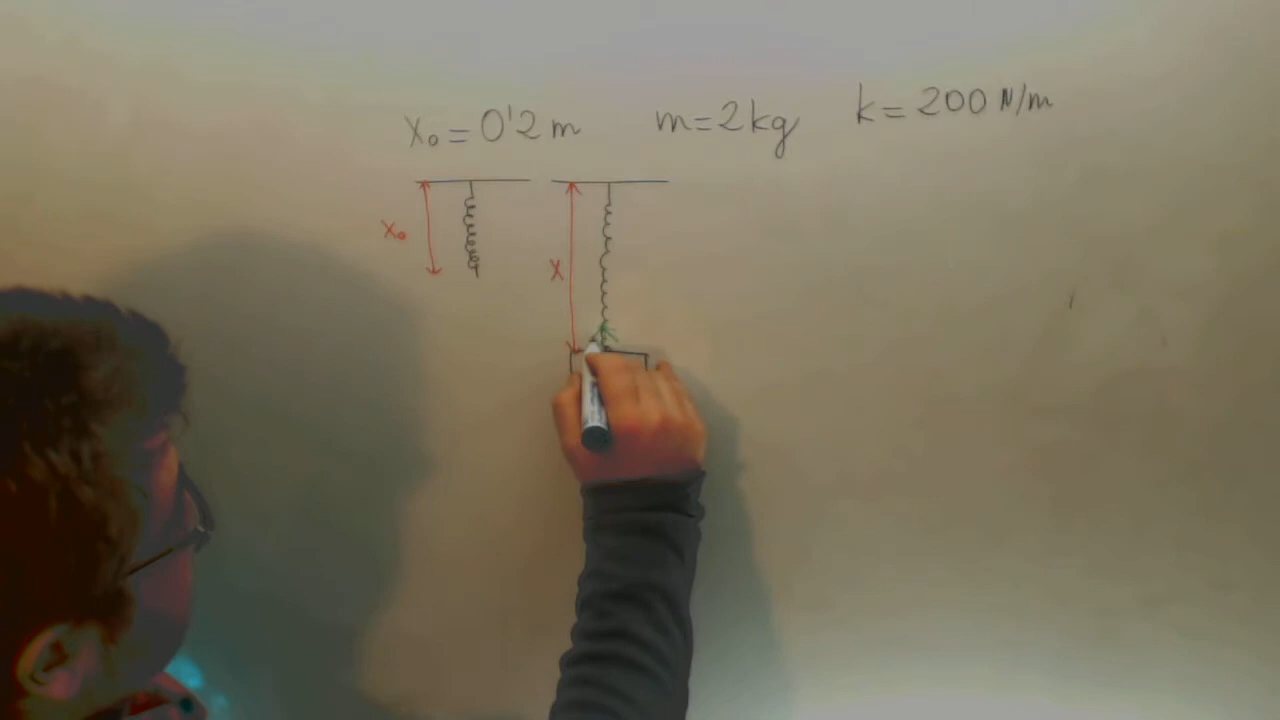 x₀ = 0'2 m m = 2 kg k = 200 N/m
x₀ x